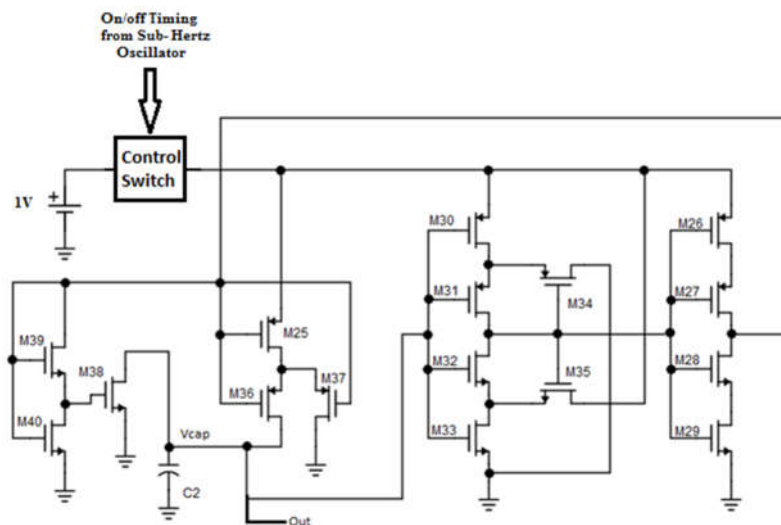 On/off Timing
from Sub-Hertz
Oscillator
Control
Switch
1V
+
M30
M26
M31
M34
M27
M39
M25
M38
M36
M37
M32
M35
M28
M40
M33
M29
Vcap
C2
Out